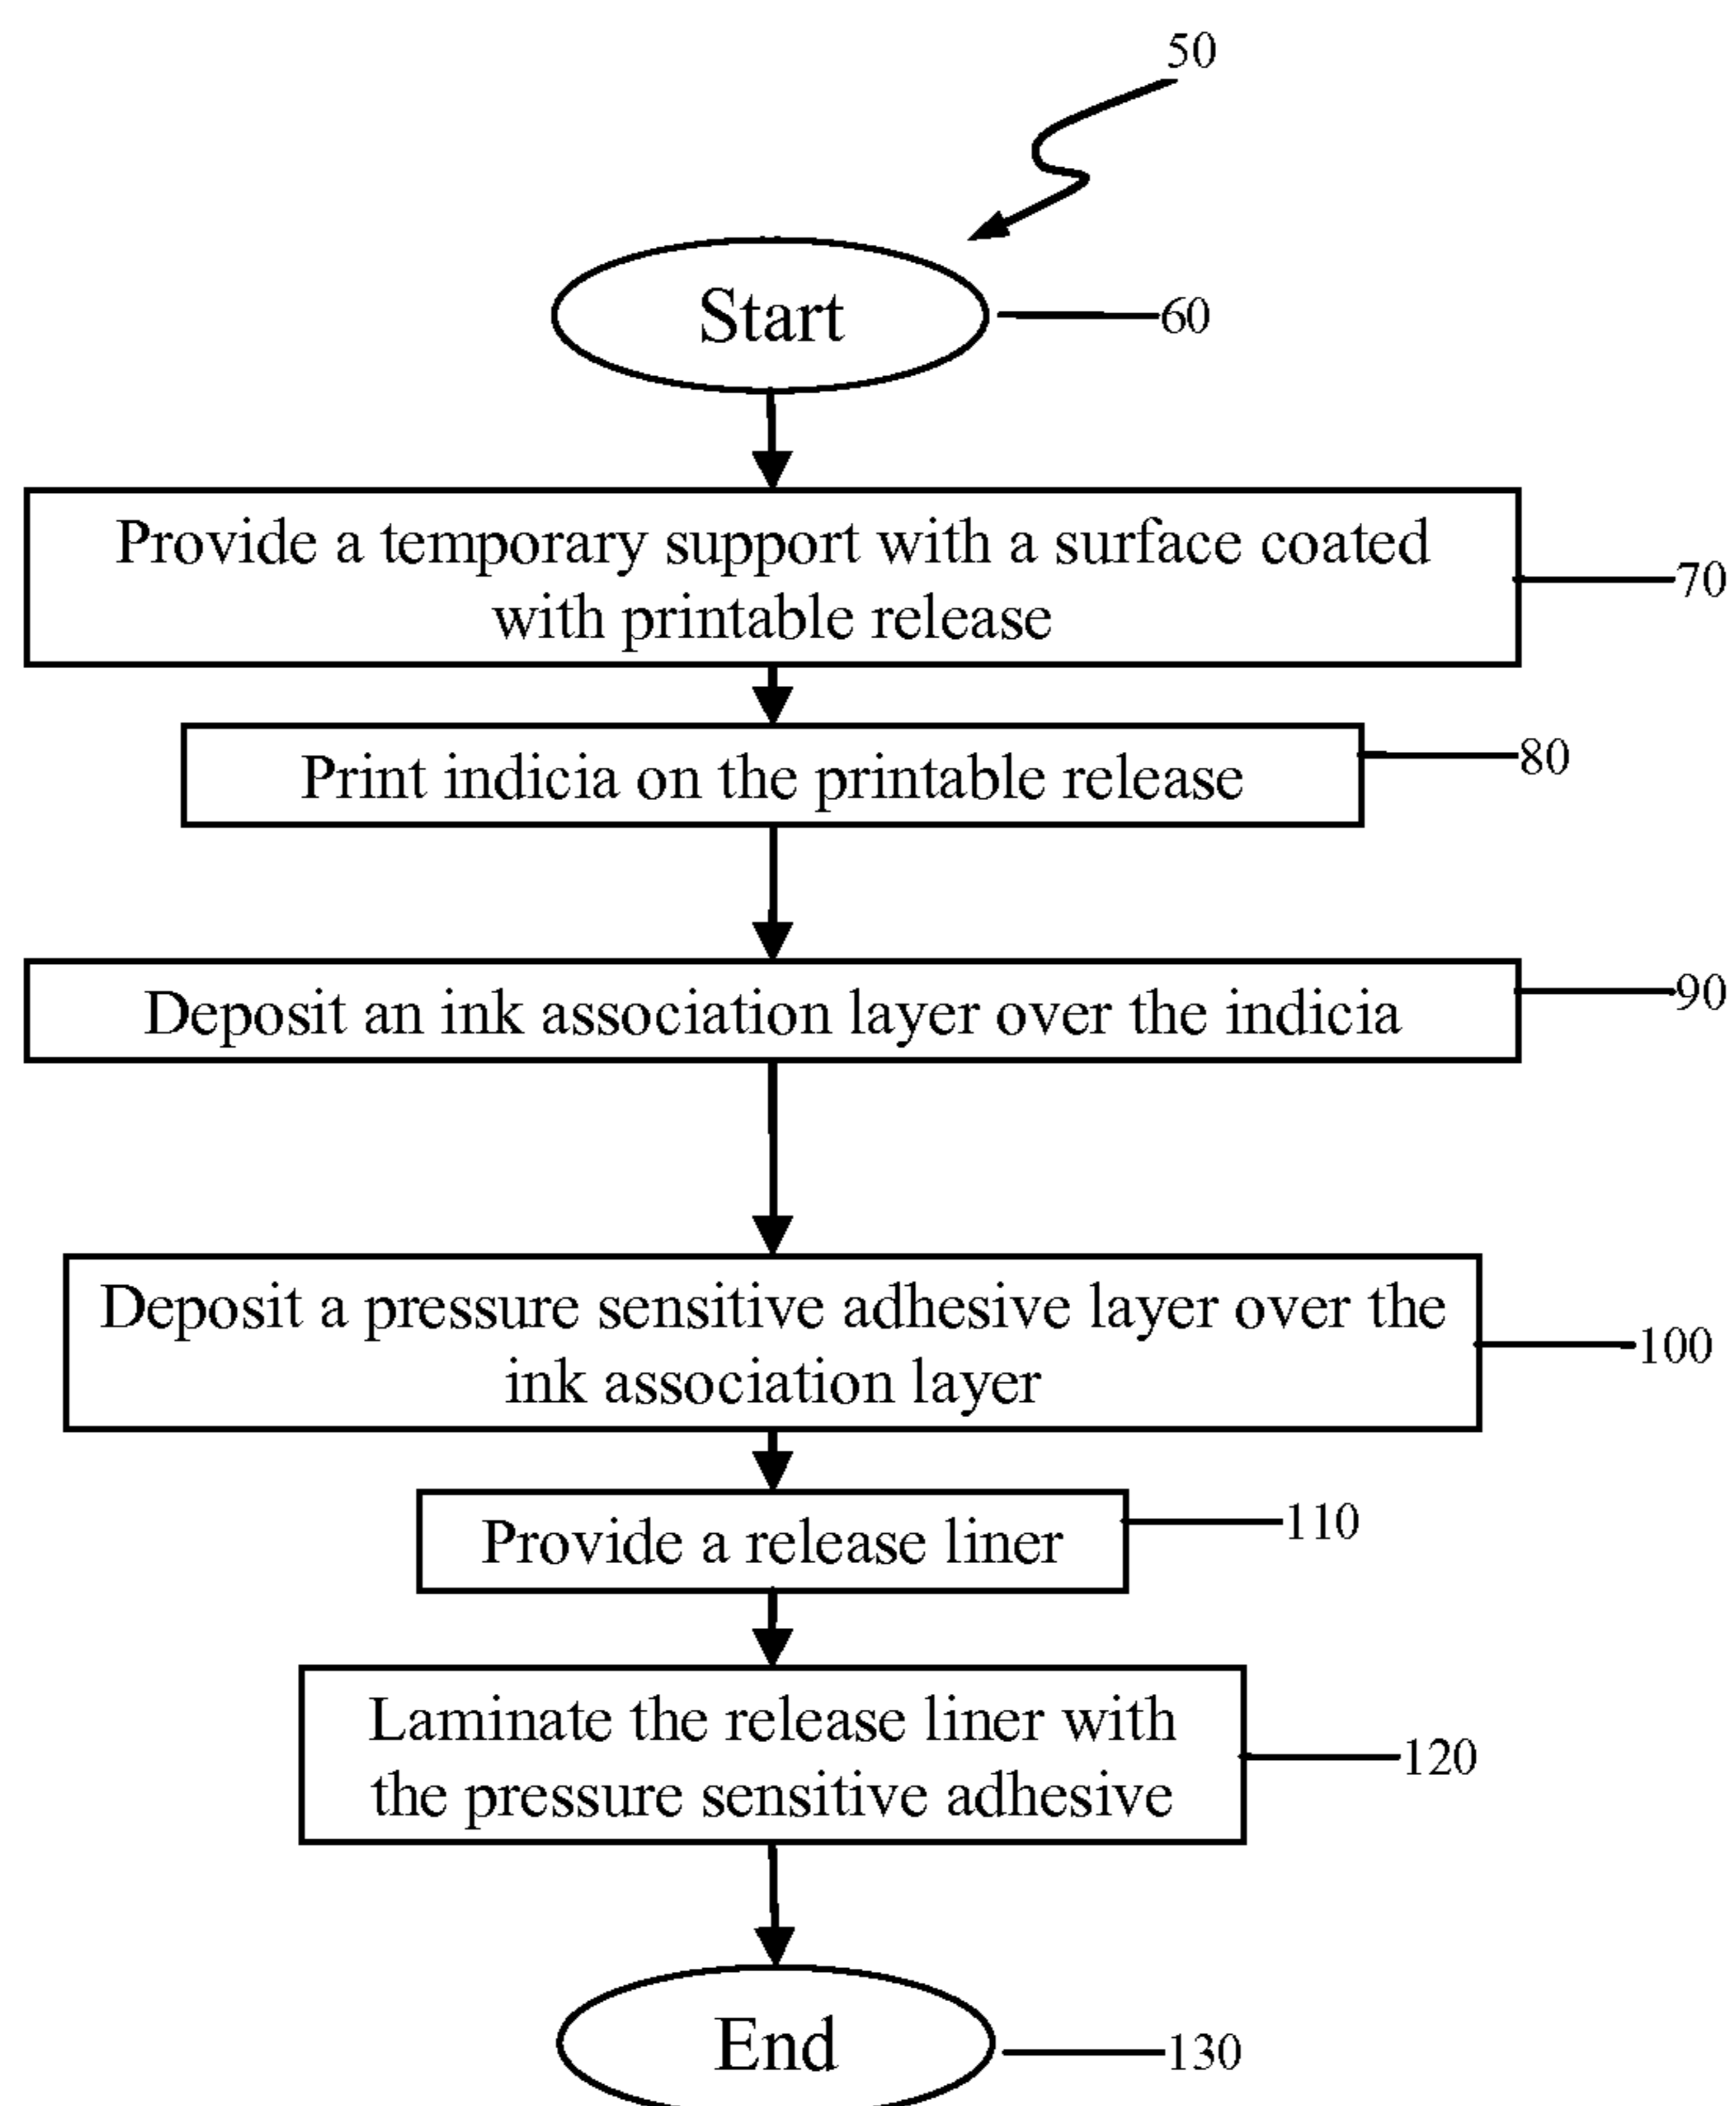 50
Start
60
Provide a temporary support with a surface coated
with printable release
70
Print indicia on the printable release
80
Deposit an ink association layer over the indicia
90
Deposit a pressure sensitive adhesive layer over the
ink association layer
100
Provide a release liner
110
Laminate the release liner with
the pressure sensitive adhesive
120
End
130